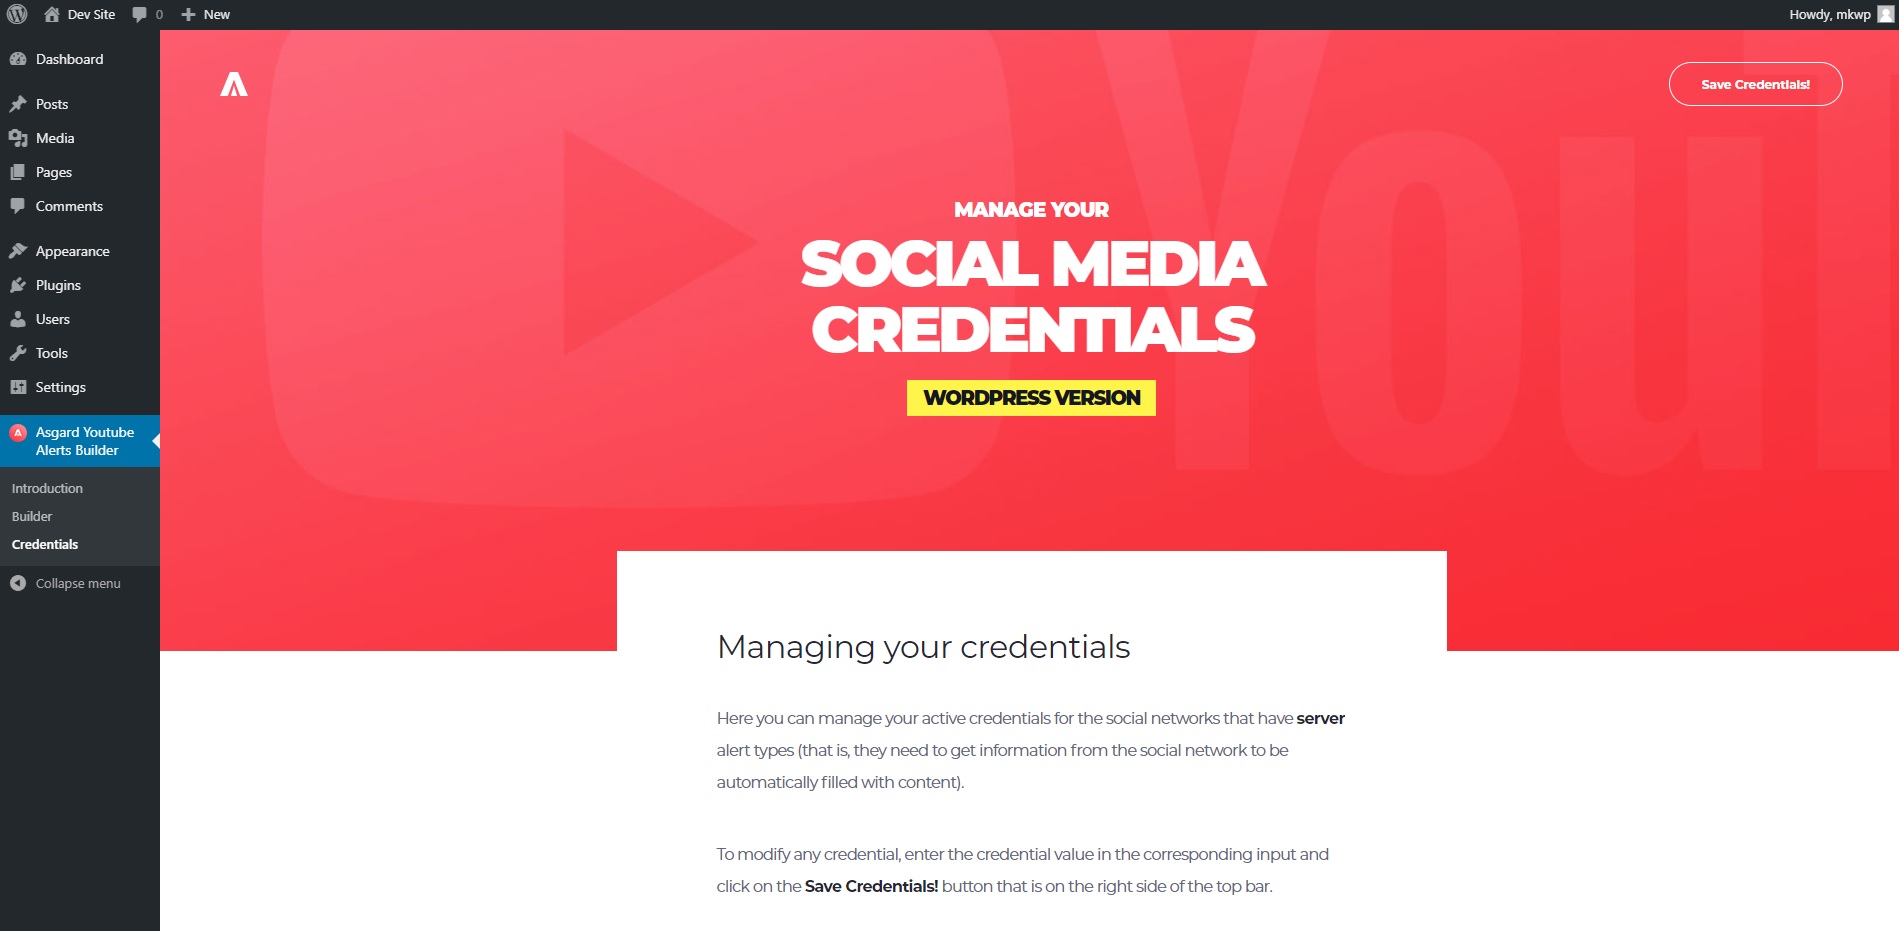 Dev Site
0
New
Howdy, mkwp
Dashboard
Posts
Media
Pages
Comments
Appearance
Plugins
Users
Tools
Settings
Asgard Youtube
Alerts Builder
Introduction
Builder
Credentials
Collapse menu
Save Credentials!
You
MANAGE YOUR
SOCIAL MEDIA
CREDENTIALS
WORDPRESS VERSION
Managing your credentials
Here you can manage your active credentials for the social networks that have server
alert types (that is, they need to get information from the social network to be
automatically filled with content).
To modify any credential, enter the credential value in the corresponding input and
click on the Save Credentials! button that is on the right side of the top bar.